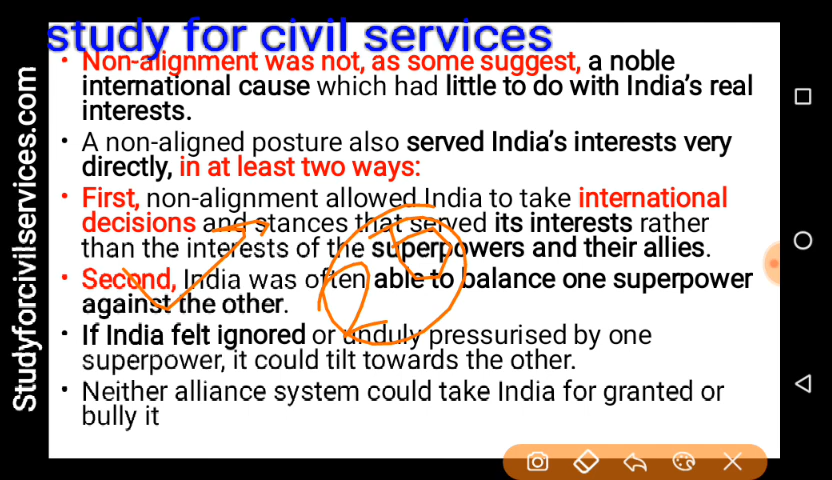 study for civil services
Studyforcivilservices.com
• Non-alignment was not, as some suggest, a noble
international cause which had little to do with India's real
interests.
• A non-aligned posture also served India's interests very
directly, in at least two ways:
• First, non-alignment allowed India to take international
decisions and stances that served its interests rather
than the interests of the superpowers and their allies.
• Second, India was often able to balance one superpower
against the other.
• If India felt ignored or unduly pressurised by one
superpower, it could tilt towards the other.
• Neither alliance system could take India for granted or
bully it